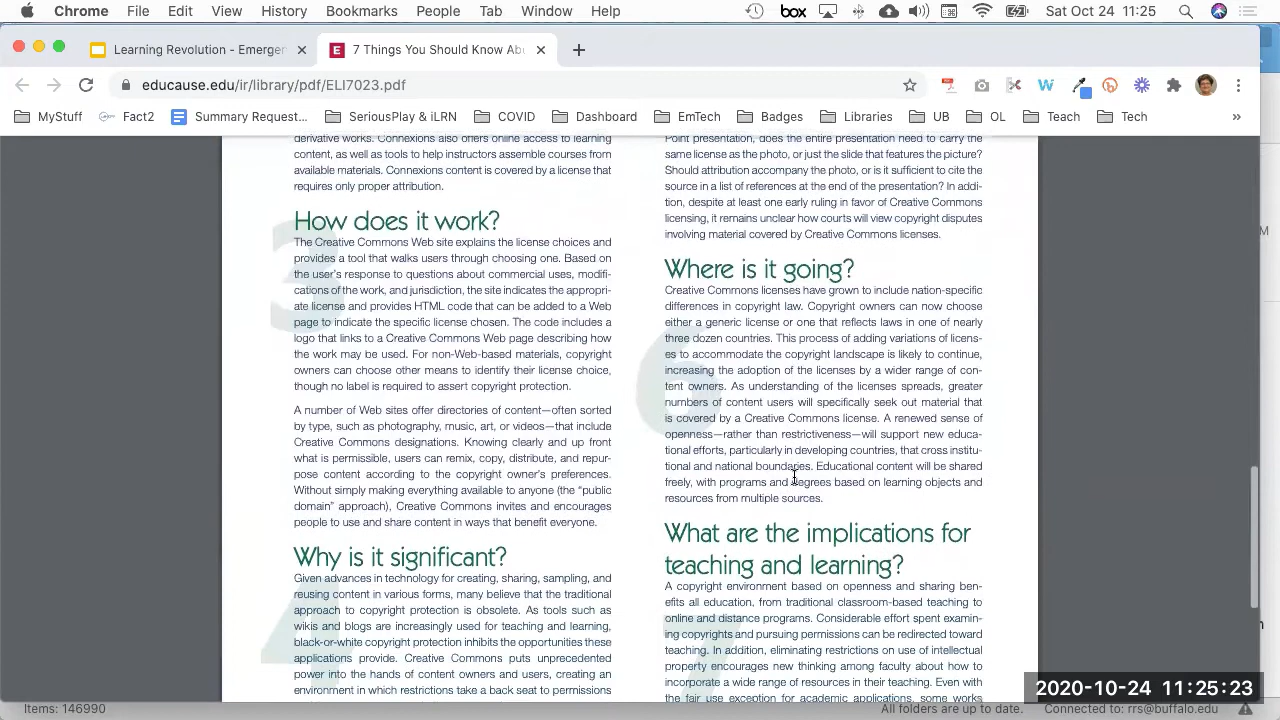 Chrome File Edit View History Bookmarks People Tab Window Help box Sat Oct 24 11:25
Learning Revolution - Emergen
7 Things You Should Know Abo
educause.edu/ir/library/pdf/ELI7023.pdf
MyStuff Fact2 Summary Request... SeriousPlay & iLRN COVID Dashboard EmTech Badges Libraries UB OL Teach Tech »
derivative works. Connexions also offers online access to learning
content, as well as tools to help instructors assemble courses from
available materials. Connexions content is covered by a license that
requires only proper attribution.
3
How does it work?
The Creative Commons Web site explains the license choices and
provides a tool that walks users through choosing one. Based on
the user's response to questions about commercial uses, modifi-
cations of the work, and jurisdiction, the site indicates the appropri-
ate license and provides HTML code that can be added to a Web
page to indicate the specific license chosen. The code includes a
logo that links to a Creative Commons Web page describing how
the work may be used. For non-Web-based materials, copyright
owners can choose other means to identify their license choice,
though no label is required to assert copyright protection.
A number of Web sites offer directories of content—often sorted
by type, such as photography, music, art, or videos—that include
Creative Commons designations. Knowing clearly and up front
what is permissible, users can remix, copy, distribute, and repur-
pose content according to the copyright owner's preferences.
Without simply making everything available to anyone (the “public
domain” approach), Creative Commons invites and encourages
people to use and share content in ways that benefit everyone.
4
Why is it significant?
Given advances in technology for creating, sharing, sampling, and
reusing content in various forms, many believe that the traditional
approach to copyright protection is obsolete. As tools such as
wikis and blogs are increasingly used for teaching and learning,
black-or-white copyright protection inhibits the opportunities these
applications provide. Creative Commons puts unprecedented
power into the hands of content owners and users, creating an
environment in which restrictions take a back seat to permissions
Point presentation, does the entire presentation need to carry the
same license as the photo, or just the slide that features the picture?
Should attribution accompany the photo, or is it sufficient to cite the
source in a list of references at the end of the presentation? In addi-
tion, despite at least one early ruling in favor of Creative Commons
licensing, it remains unclear how courts will view copyright disputes
involving material covered by Creative Commons licenses.
6
Where is it going?
Creative Commons licenses have grown to include nation-specific
differences in copyright law. Copyright owners can now choose
either a generic license or one that reflects laws in one of nearly
three dozen countries. This process of adding variations of licens-
es to accommodate the copyright landscape is likely to continue,
increasing the adoption of the licenses by a wider range of con-
tent owners. As understanding of the licenses spreads, greater
numbers of content users will specifically seek out material that
is covered by a Creative Commons license. A renewed sense of
openness—rather than restrictiveness—will support new educa-
tional efforts, particularly in developing countries, that cross institu-
tional and national boundaries. Educational content will be shared
freely, with programs and degrees based on learning objects and
resources from multiple sources.
7
What are the implications for
teaching and learning?
A copyright environment based on openness and sharing ben-
efits all education, from traditional classroom-based teaching to
online and distance programs. Considerable effort spent examin-
ing copyrights and pursuing permissions can be redirected toward
teaching. In addition, eliminating restrictions on use of intellectual
property encourages new thinking among faculty about how to
incorporate a wide range of resources in their teaching. Even with
the fair use exception for academic applications, some works
2020-10-24 11:25:23
Items: 146990 All folders are up to date. Connected to: rrs@buffalo.edu